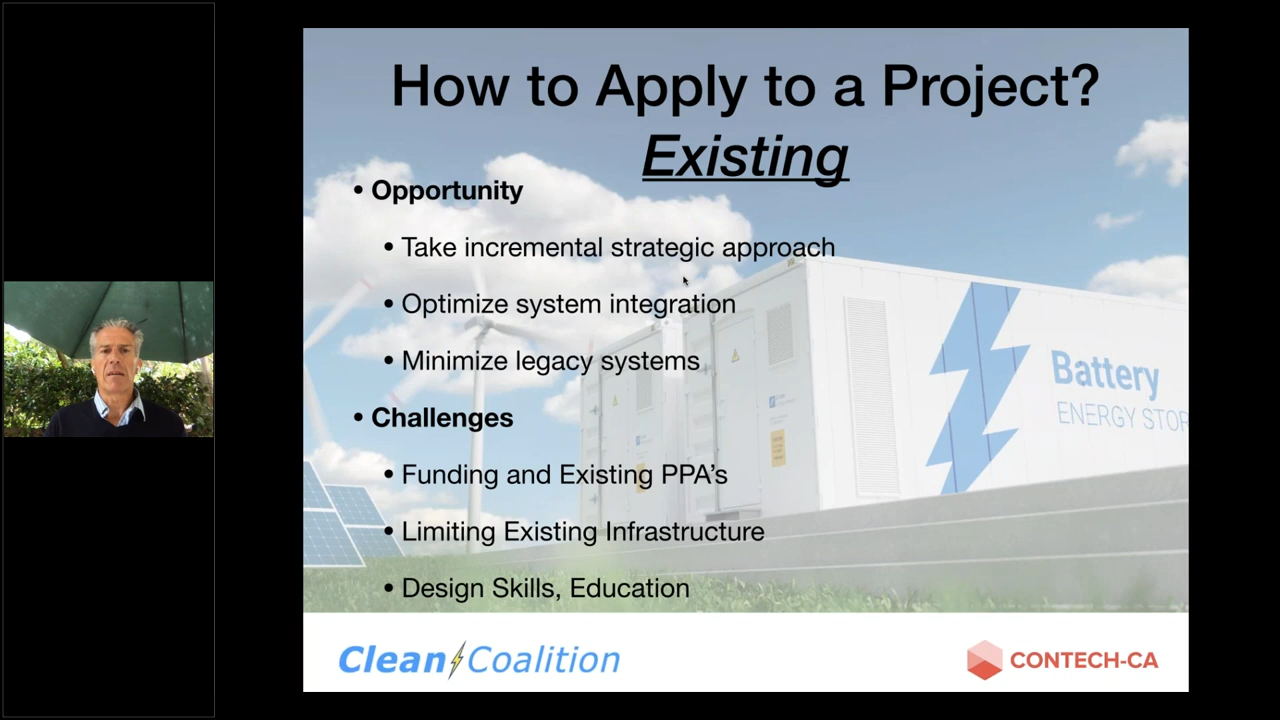 How to Apply to a Project?
Existing
• Opportunity
• Take incremental strategic approach
• Optimize system integration
• Minimize legacy systems
• Challenges
• Funding and Existing PPA’s
• Limiting Existing Infrastructure
• Design Skills, Education
Battery
ENERGY STOR
Clean Coalition
CONTECH-CA